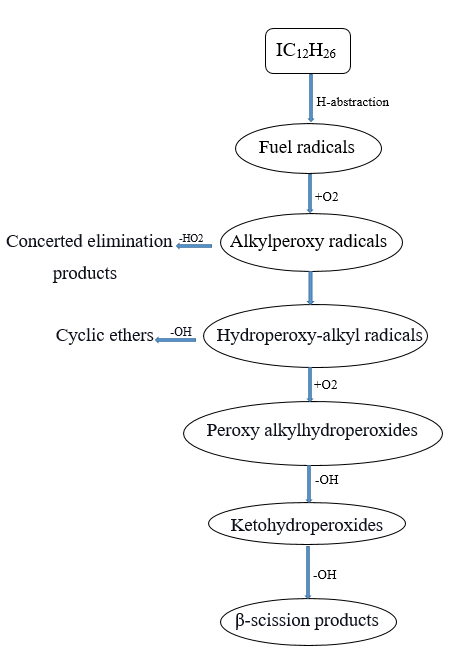 IC₁₂H₂₆
H-abstraction
Fuel radicals
+O2
Concerted elimination
products
-HO2
Alkylperoxy radicals
Cyclic ethers
-OH
Hydroperoxy-alkyl radicals
+O2
Peroxy alkylhydroperoxides
-OH
Ketohydroperoxides
-OH
β-scission products